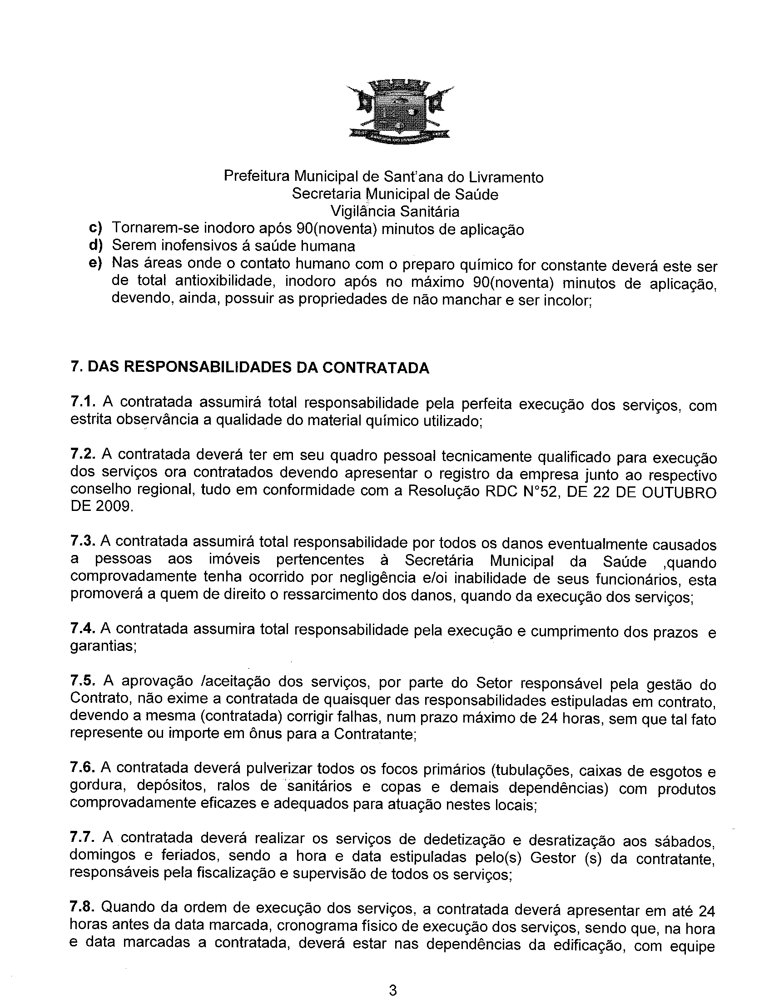 Prefeitura Municipal de Sant'ana do Livramento
Secretaria Municipal de Saúde
Vigilância Sanitária
c) Tornarem-se inodoro após 90(noventa) minutos de aplicação
d) Serem inofensivos á saúde humana
e) Nas áreas onde o contato humano com o preparo químico for constante deverá este ser
de total antioxibilidade, inodoro após no máximo 90(noventa) minutos de aplicação,
devendo, ainda, possuir as propriedades de não manchar e ser incolor;
7. DAS RESPONSABILIDADES DA CONTRATADA
7.1. A contratada assumirá total responsabilidade pela perfeita execução dos serviços, com
estrita observância a qualidade do material químico utilizado;
7.2. A contratada deverá ter em seu quadro pessoal tecnicamente qualificado para execução
dos serviços ora contratados devendo apresentar o registro da empresa junto ao respectivo
conselho regional, tudo em conformidade com a Resolução RDC N°52, DE 22 DE OUTUBRO
DE 2009.
7.3. A contratada assumirá total responsabilidade por todos os danos eventualmente causados
a pessoas aos imóveis pertencentes à Secretária Municipal da Saúde ,quando
comprovadamente tenha ocorrido por negligência e/oi inabilidade de seus funcionários, esta
promoverá a quem de direito o ressarcimento dos danos, quando da execução dos serviços;
7.4. A contratada assumira total responsabilidade pela execução e cumprimento dos prazos e
garantias;
7.5. A aprovação /aceitação dos serviços, por parte do Setor responsável pela gestão do
Contrato, não exime a contratada de quaisquer das responsabilidades estipuladas em contrato,
devendo a mesma (contratada) corrigir falhas, num prazo máximo de 24 horas, sem que tal fato
represente ou importe em ônus para a Contratante;
7.6. A contratada deverá pulverizar todos os focos primários (tubulações, caixas de esgotos e
gordura, depósitos, ralos de sanitários e copas e demais dependências) com produtos
comprovadamente eficazes e adequados para atuação nestes locais;
7.7. A contratada deverá realizar os serviços de dedetização e desratização aos sábados,
domingos e feriados, sendo a hora e data estipuladas pelo(s) Gestor (s) da contratante,
responsáveis pela fiscalização e supervisão de todos os serviços;
7.8. Quando da ordem de execução dos serviços, a contratada deverá apresentar em até 24
horas antes da data marcada, cronograma físico de execução dos serviços, sendo que, na hora
e data marcadas a contratada, deverá estar nas dependências da edificação, com equipe
3